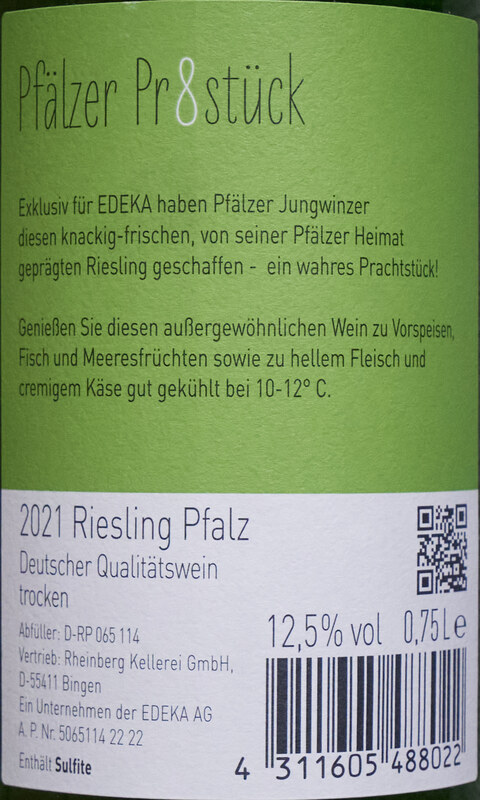 Pfälzer Pr8stück
Exklusiv für EDEKA haben Pfälzer Jungwinzer
diesen knackig-frischen, von seiner Pfälzer Heimat
geprägten Riesling geschaffen - ein wahres Prachtstück!
Genießen Sie diesen außergewöhnlichen Wein zu Vorspeisen,
Fisch und Meeresfrüchten sowie zu hellem Fleisch und
cremigem Käse gut gekühlt bei 10-12° C.
2021 Riesling Pfalz
Deutscher Qualitätswein
trocken
Abfüller: D-RP 065 114
Vertrieb: Rheinberg Kellerei GmbH,
D-55411 Bingen
Ein Unternehmen der EDEKA AG
A. P. Nr. 5065114 22 22
Enthält Sulfite
12,5% vol 0,75L e
4 311605 488022